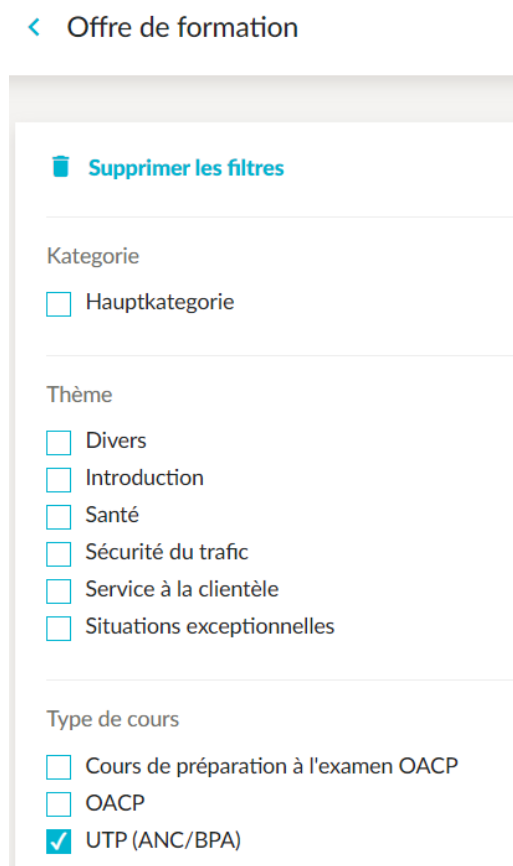 Offre de formation
Supprimer les filtres
Kategorie
Hauptkategorie
Thème
Divers
Introduction
Santé
Sécurité du trafic
Service à la clientèle
Situations exceptionnelles
Type de cours
Cours de préparation à l'examen OACP
OACP
UTP (ANC/BPA)